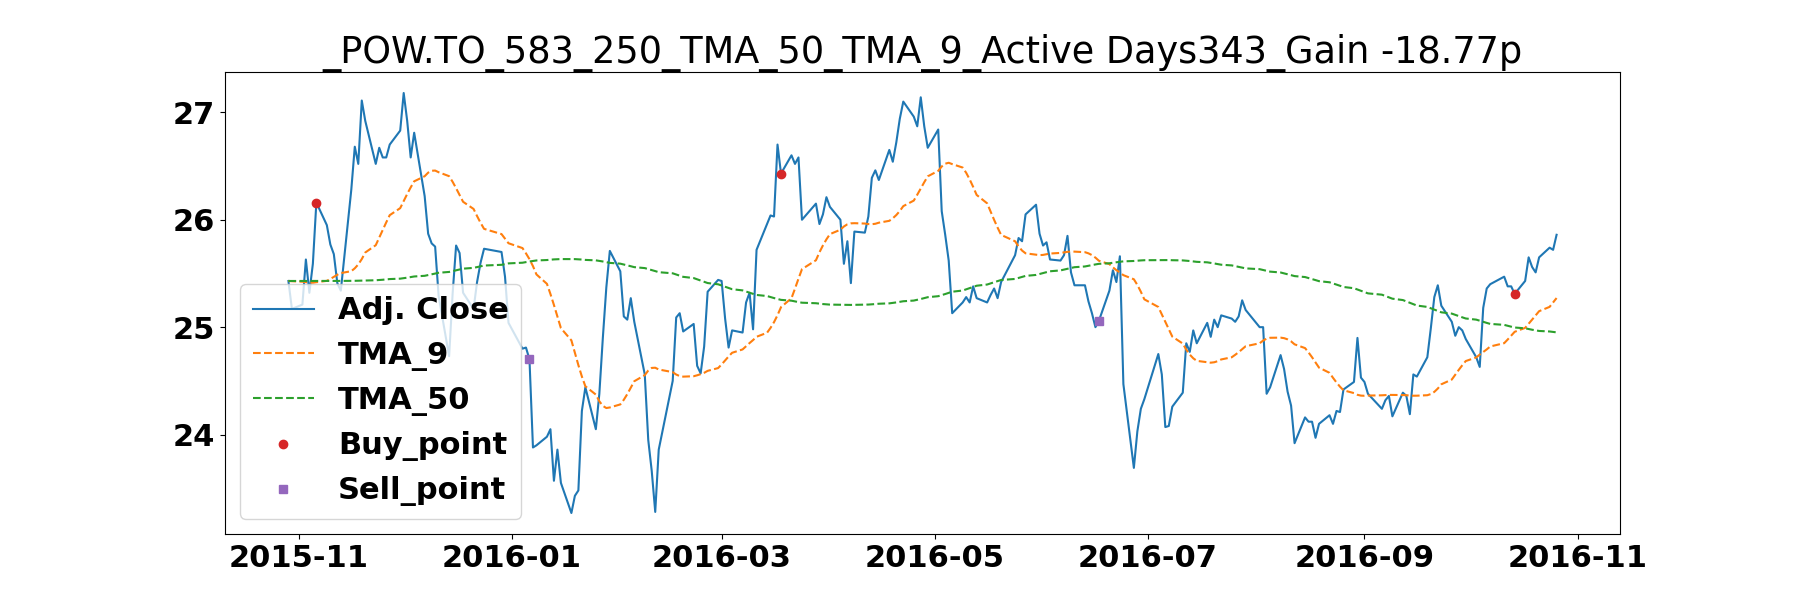 _POW.TO_583_250_TMA_50_TMA_9_Active Days343_Gain -18.77p
27
26
25
24
Adj. Close
TMA_9
TMA_50
Buy_point
Sell_point
2015-11 2016-01 2016-03 2016-05 2016-07 2016-09 2016-11